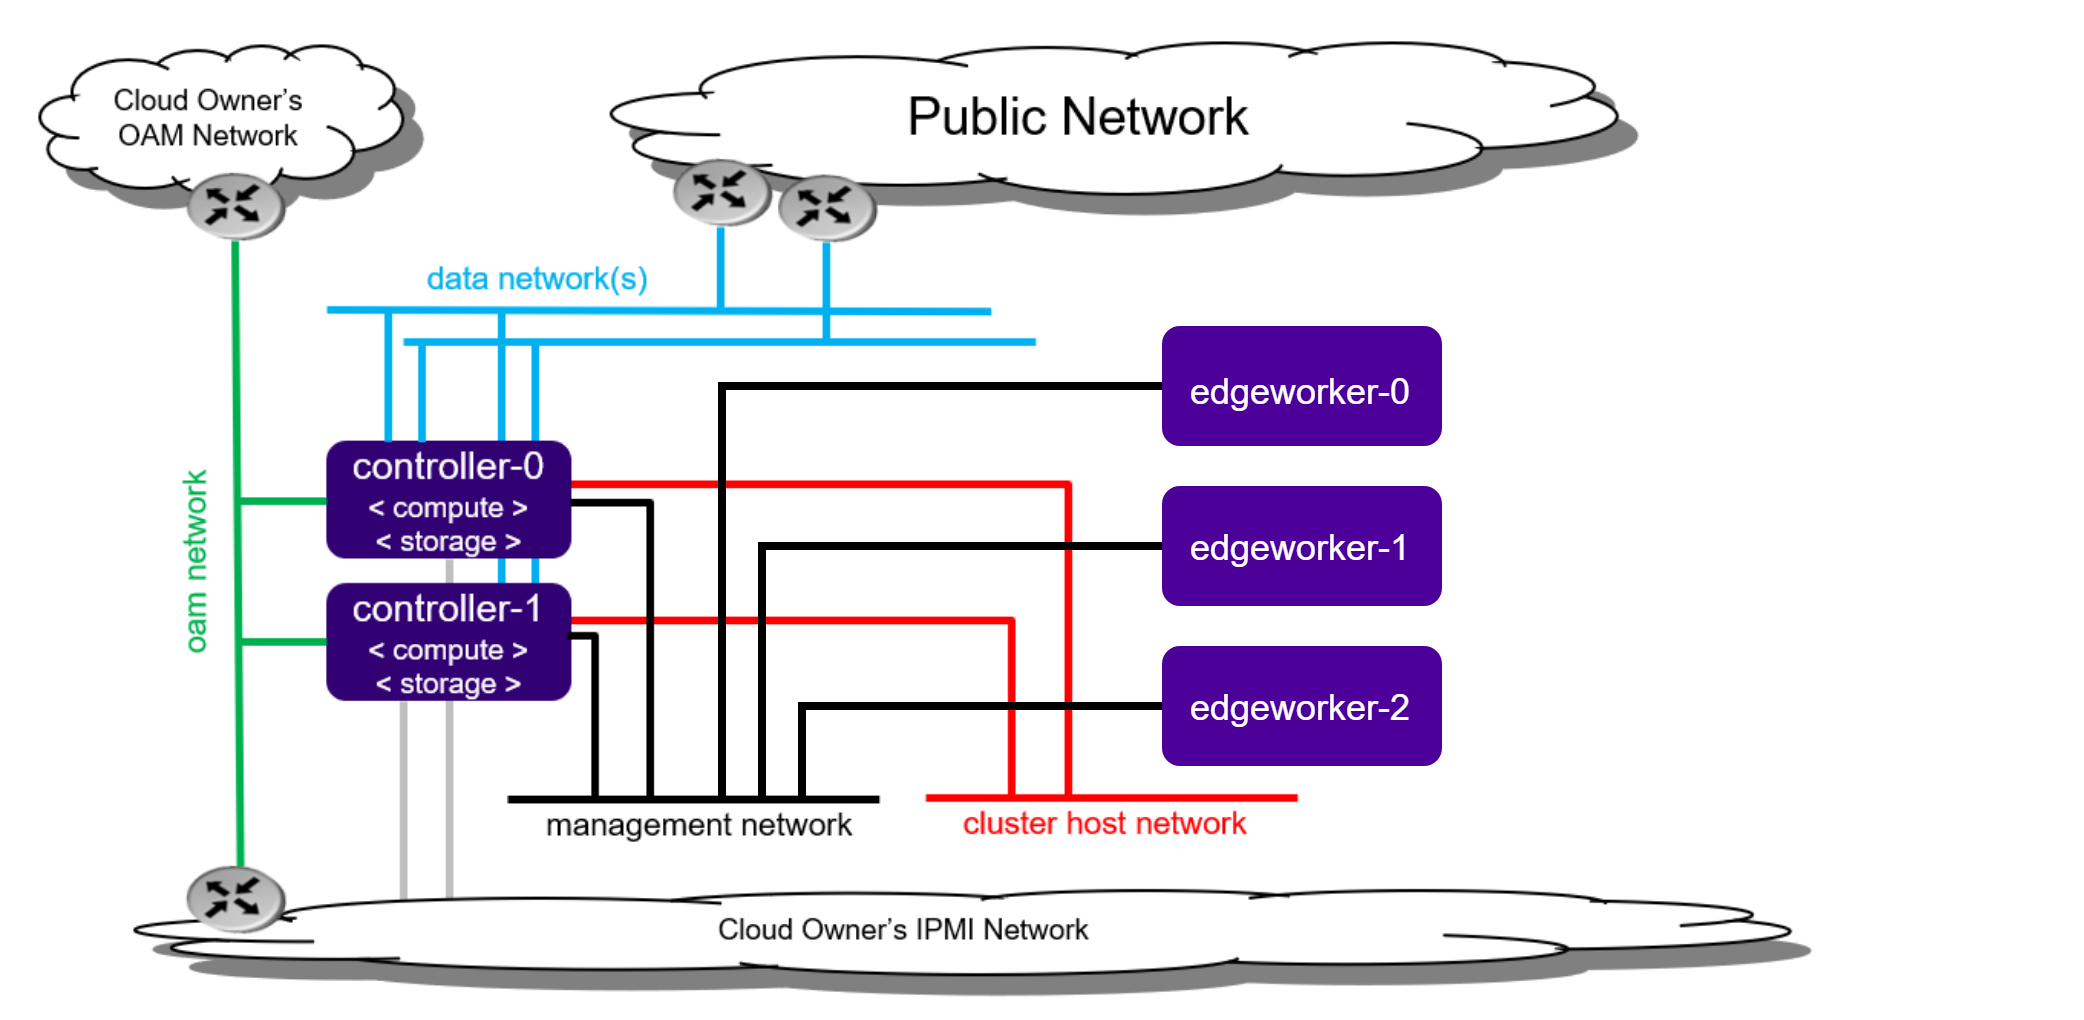 Cloud Owner’s
OAM Network
Public Network
data network(s)
oam network
controller-0
< compute >
< storage >
controller-1
< compute >
< storage >
edgeworker-0
edgeworker-1
edgeworker-2
management network
cluster host network
Cloud Owner’s IPMI Network